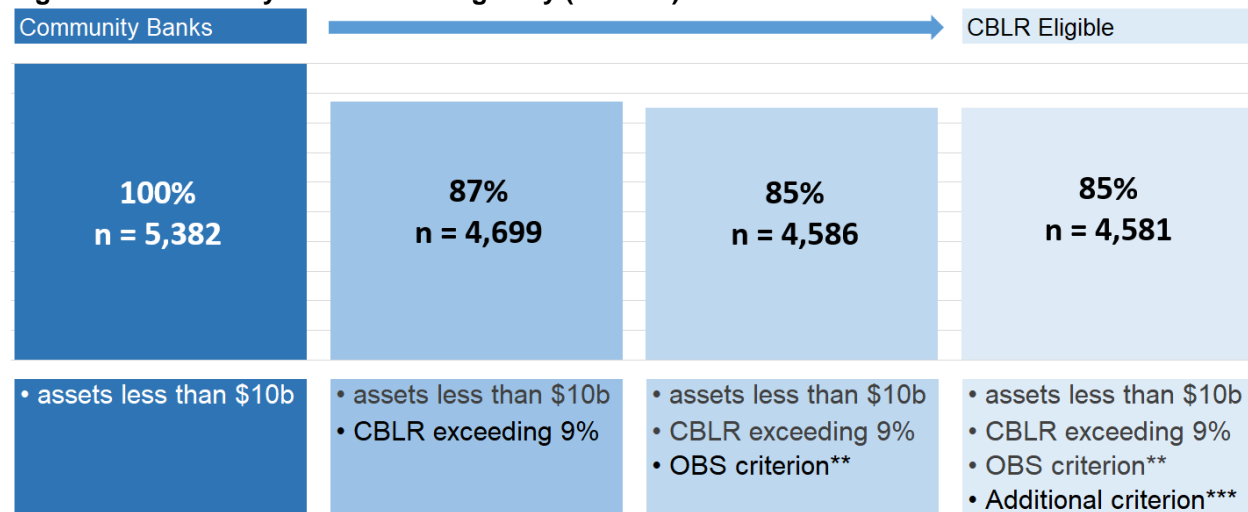 Community Banks
CBLR Eligible
100%
n = 5,382
87%
n = 4,699
85%
n = 4,586
85%
n = 4,581
• assets less than $10b
• assets less than $10b
• CBLR exceeding 9%
• assets less than $10b
• CBLR exceeding 9%
• OBS criterion**
• assets less than $10b
• CBLR exceeding 9%
• OBS criterion**
• Additional criterion***